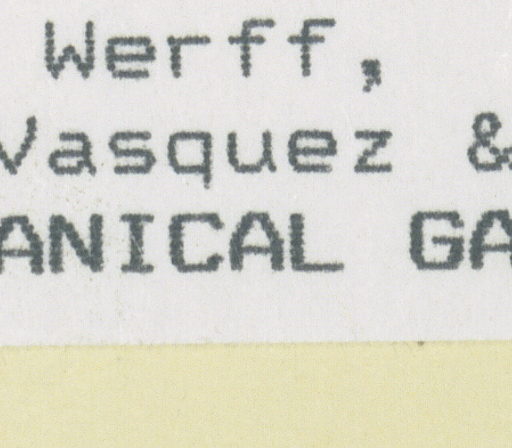 Werff,
Vasquez &
ANICAL GA